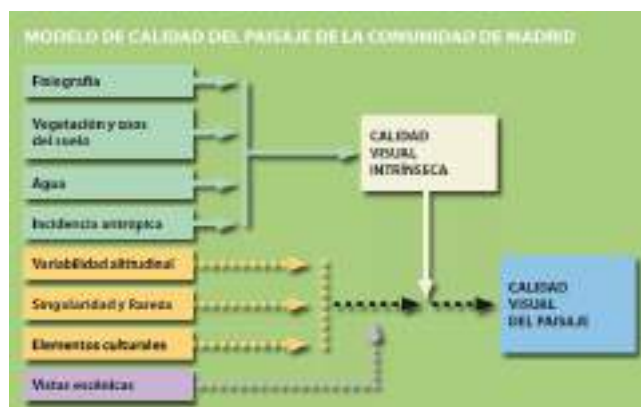 MODELO DE CALIDAD DEL PAISAJE DE LA COMUNIDAD DE MADRID
Fisiografía
Vegetación y usos
del suelo
Agua
Incidencia antrópica
CALIDAD
VISUAL
INTRÍNSECA
Variabilidad altitudinal
Singularidad y Rareza
Elementos culturales
Vistas escénicas
CALIDAD
VISUAL
DEL PAISAJE